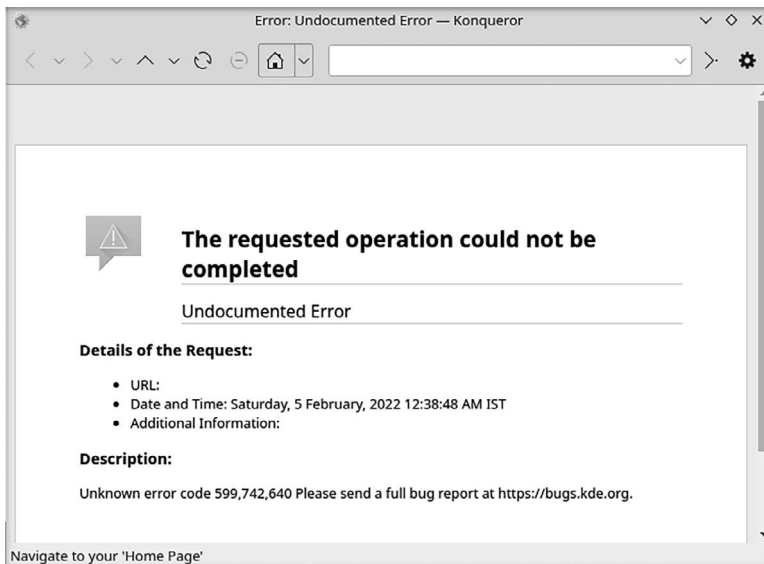 Error: Undocumented Error — Konqueror
The requested operation could not be
completed
Undocumented Error
Details of the Request:
• URL:
• Date and Time: Saturday, 5 February, 2022 12:38:48 AM IST
• Additional Information:
Description:
Unknown error code 599,742,640 Please send a full bug report at https://bugs.kde.org.
Navigate to your 'Home Page'